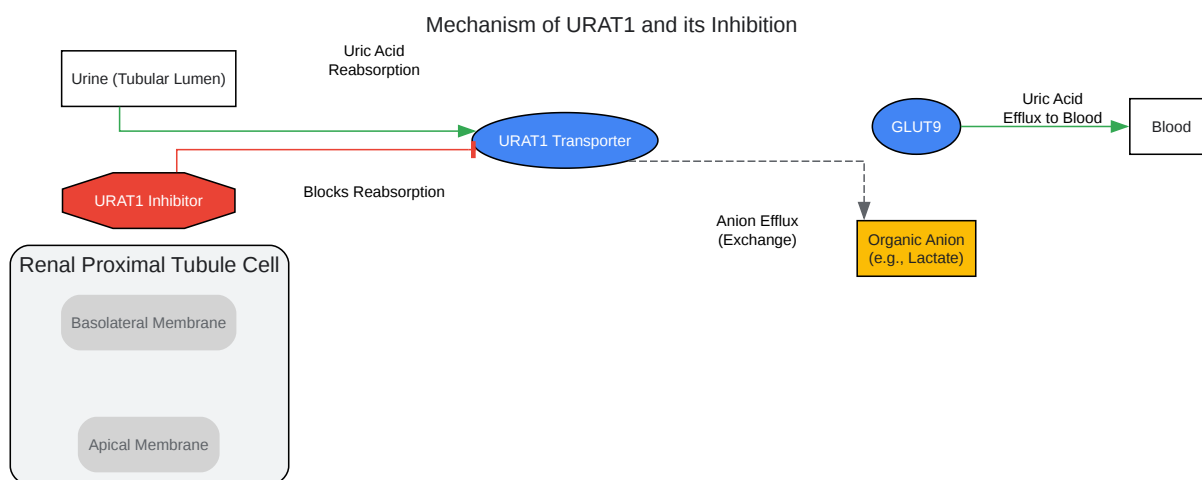 Mechanism of URAT1 and its Inhibition
Uric Acid
Reabsorption
Urine (Tubular Lumen)
URAT1 Transporter
GLUT9
Uric Acid
Efflux to Blood
Blood
URAT1 Inhibitor
Blocks Reabsorption
Anion Efflux
(Exchange)
Organic Anion
(e.g., Lactate)
Renal Proximal Tubule Cell
Basolateral Membrane
Apical Membrane